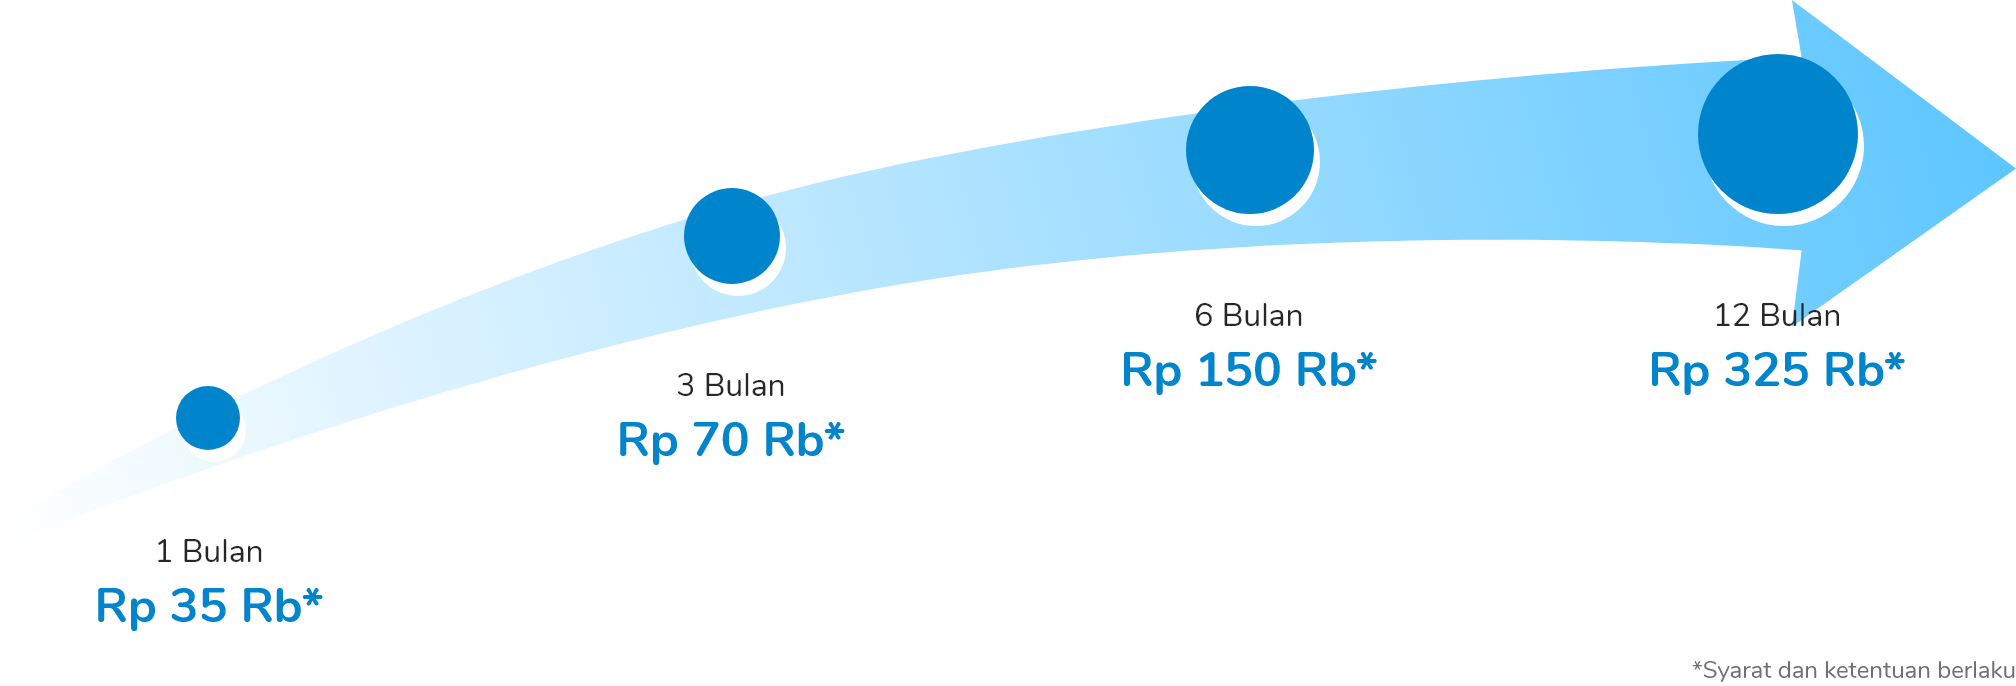 1 Bulan
Rp 35 Rb*
3 Bulan
Rp 70 Rb*
6 Bulan
Rp 150 Rb*
12 Bulan
Rp 325 Rb*
*Syarat dan ketentuan berlaku